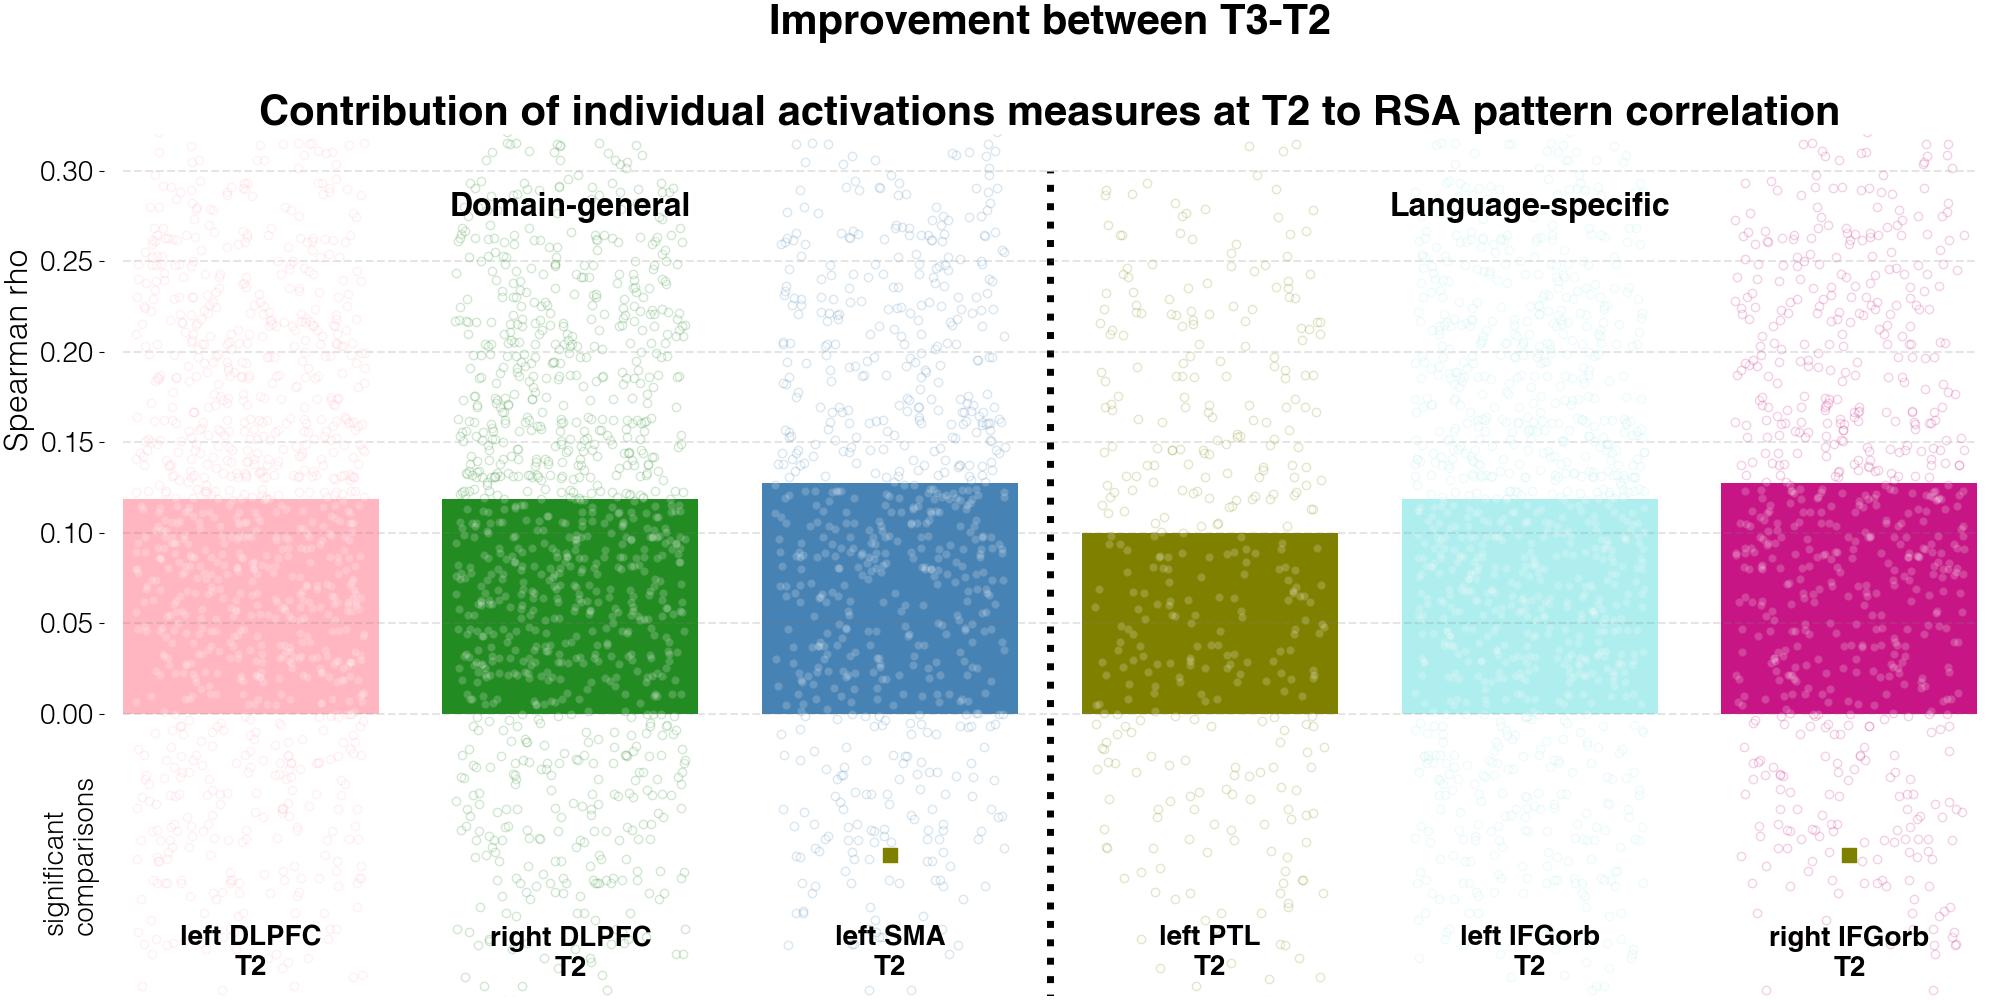 Improvement between T3-T2
Contribution of individual activations measures at T2 to RSA pattern correlation
Domain-general
Language-specific
Spearman rho
0.30
0.25
0.20
0.15
0.10
0.05
0.00
significant
comparisons
left DLPFC
T2
right DLPFC
T2
left SMA
T2
left PTL
T2
left IFGorb
T2
right IFGorb
T2